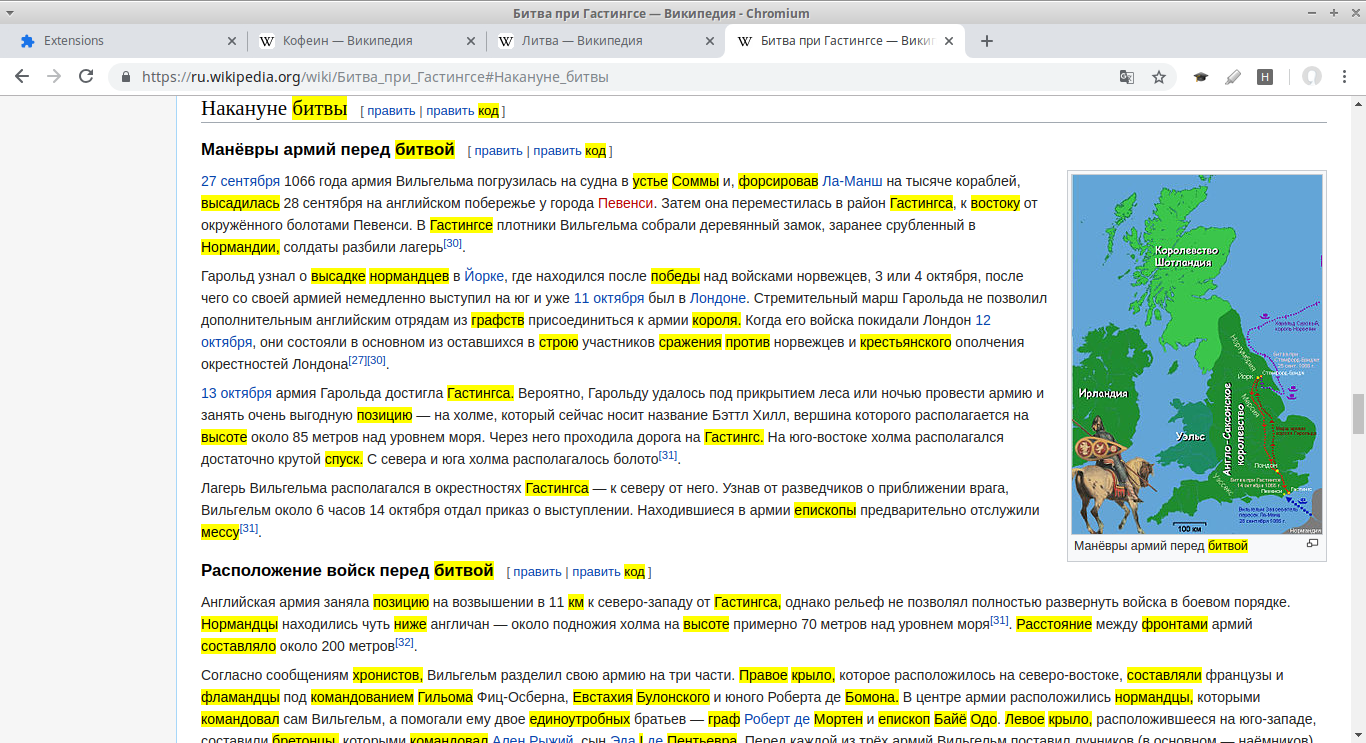 Битва при Гастингсе — Википедия - Chromium
Extensions
Кофеин — Википедия
Литва — Википедия
Битва при Гастингсе — Викип
https://ru.wikipedia.org/wiki/Битва_при_Гастингсе#Накануне_битвы
H
Накануне битвы [ править | править код ]
Манёвры армий перед битвой [ править | править код ]
27 сентября 1066 года армия Вильгельма погрузилась на судна в устье Соммы и, форсировав Ла-Манш на тысяче кораблей,
высадилась 28 сентября на английском побережье у города Певенси. Затем она переместилась в район Гастингса, к востоку от
окружённого болотами Певенси. В Гастингсе плотники Вильгельма собрали деревянный замок, заранее срубленный в
Нормандии, солдаты разбили лагерь[30].
Гарольд узнал о высадке нормандцев в Йорке, где находился после победы над войсками норвежцев, 3 или 4 октября, после
чего со своей армией немедленно выступил на юг и уже 11 октября был в Лондоне. Стремительный марш Гарольда не позволил
дополнительным английским отрядам из графств присоединиться к армии короля. Когда его войска покидали Лондон 12
октября, они состояли в основном из оставшихся в строю участников сражения против норвежцев и крестьянского ополчения
окрестностей Лондона[27][30].
13 октября армия Гарольда достигла Гастингса. Вероятно, Гарольду удалось под прикрытием леса или ночью провести армию и
занять очень выгодную позицию — на холме, который сейчас носит название Бэттл Хилл, вершина которого располагается на
высоте около 85 метров над уровнем моря. Через него проходила дорога на Гастингс. На юго-востоке холма располагался
достаточно крутой спуск. С севера и юга холма располагалось болото[31].
Лагерь Вильгельма располагался в окрестностях Гастингса — к северу от него. Узнав от разведчиков о приближении врага,
Вильгельм около 6 часов 14 октября отдал приказ о выступлении. Находившиеся в армии епископы предварительно отслужили
мессу[31].
Королевство
Шотландия
Нортумбрия
Йорк
Ирландия
Мерсия
Уэльс
Англо-Саксонское
королевство
Лондон
Уэссекс
Певенси
100 км
Нормандия
Манёвры армий перед битвой
Расположение войск перед битвой [ править | править код ]
Английская армия заняла позицию на возвышении в 11 км к северо-западу от Гастингса, однако рельеф не позволял полностью развернуть войска в боевом порядке.
Нормандцы находились чуть ниже англичан — около подножия холма на высоте примерно 70 метров над уровнем моря[31]. Расстояние между фронтами армий
составляло около 200 метров[32].
Согласно сообщениям хронистов, Вильгельм разделил свою армию на три части. Правое крыло, которое расположилось на северо-востоке, составляли французы и
фламандцы под командованием Гильома Фиц-Осберна, Евстахия Булонского и юного Роберта де Бомона. В центре армии расположились нормандцы, которыми
командовал сам Вильгельм, а помогали ему двое единоутробных братьев — граф Роберт де Мортен и епископ Байё Одо. Левое крыло, расположившееся на юго-западе,
составили бретонцы, которыми командовал Ален Рыжий, сын Эда I де Пентьевра. Перед каждой из трёх армий Вильгельм поставил лучников (в основном — наёмников)